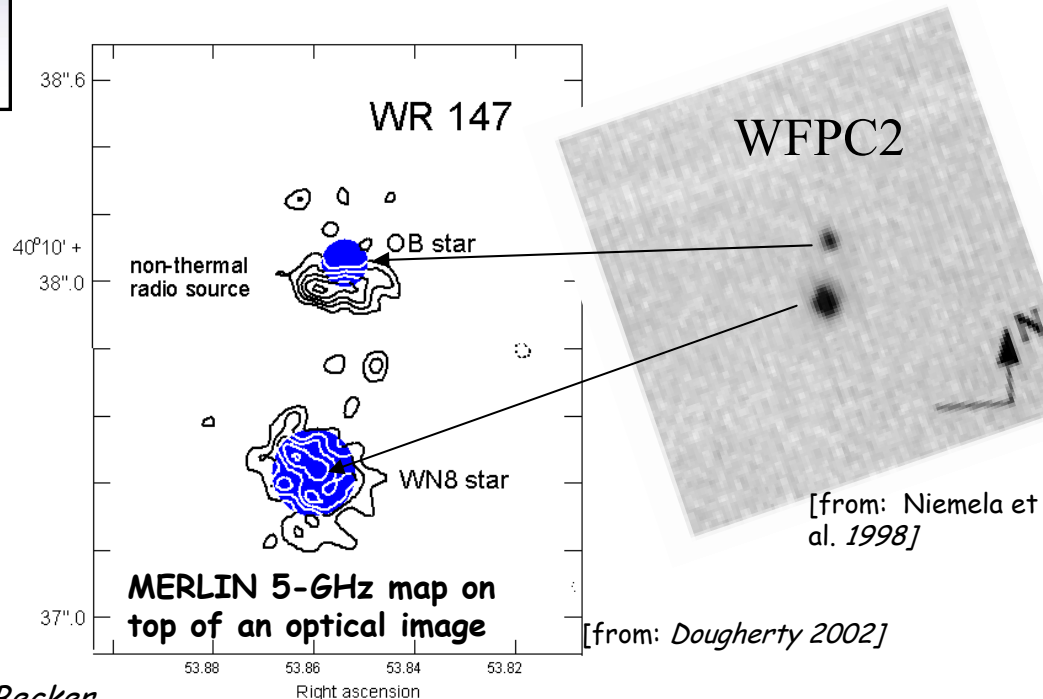 WR 147
WFPC2
38".6
40º10' +
38".0
37".0
non-thermal
radio source
OB star
WN8 star
N
MERLIN 5-GHz map on
top of an optical image
[from: Niemela et
al. 1998]
[from: Dougherty 2002]
53.88 53.86 53.84 53.82
Right ascension